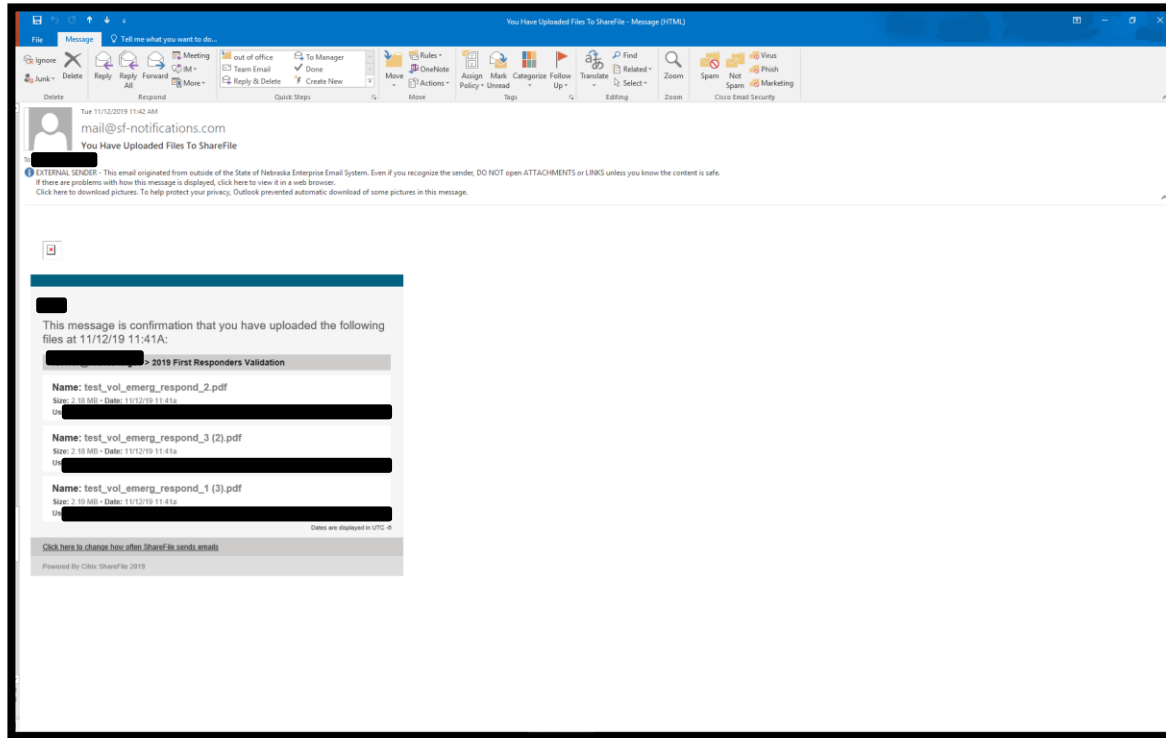 You Have Uploaded Files To ShareFile - Message (HTML)
File Message Tell me what you want to do...
Ignore
Junk
Delete
Reply
Reply All
Forward
Meeting
IM
More
out of office
Team Email
Reply & Delete
To Manager
Done
Create New
Move
Rules
OneNote
Actions
Assign Policy
Mark Unread
Categorize
Follow Up
Translate
Find
Related
Select
Zoom
Spam
Not Spam
Virus
Phish
Marketing
Delete Respond Quick Steps Move Tags Editing Zoom Cisco Email Security
Tue 11/12/2019 11:42 AM
mail@sf-notifications.com
You Have Uploaded Files To ShareFile
To
EXTERNAL SENDER - This email originated from outside of the State of Nebraska Enterprise Email System. Even if you recognize the sender, DO NOT open ATTACHMENTS or LINKS unless you know the content is safe.
If there are problems with how this message is displayed, click here to view it in a web browser.
Click here to download pictures. To help protect your privacy, Outlook prevented automatic download of some pictures in this message.
This message is confirmation that you have uploaded the following
files at 11/12/19 11:41A:
> 2019 First Responders Validation
Name: test_vol_emerg_respond_2.pdf
Size: 2.18 MB • Date: 11/12/19 11:41a
Us
Name: test_vol_emerg_respond_3 (2).pdf
Size: 2.18 MB • Date: 11/12/19 11:41a
Us
Name: test_vol_emerg_respond_1 (3).pdf
Size: 2.19 MB • Date: 11/12/19 11:41a
Us
Dates are displayed in UTC -6
Click here to change how often ShareFile sends emails
Powered By Citrix ShareFile 2019